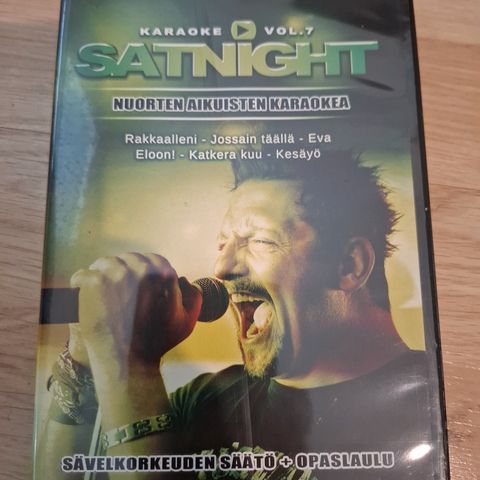 KARAOKE VOL.7
SATNIGHT
NUORTEN AIKUISTEN KARAOKEA
Rakkaalleni - Jossain täällä - Eva
Eloon! - Katkera kuu - Kesäyö
SÄVELKORKEUDEN SÄÄTÖ + OPASLAULU